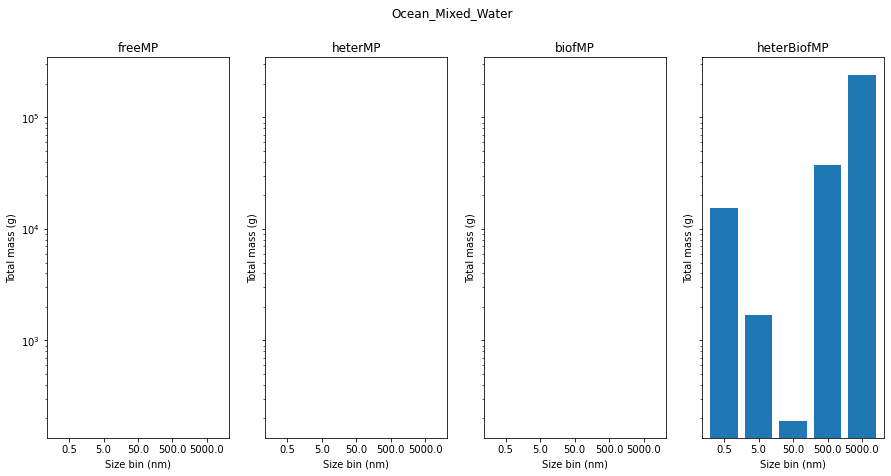 Ocean_Mixed_Water
freeMP
heterMP
biofMP
heterBiofMP
10^5
10^4
10^3
Total mass (g)
Total mass (g)
Total mass (g)
Total mass (g)
0.5 5.0 50.0 500.0 5000.0
0.5 5.0 50.0 500.0 5000.0
0.5 5.0 50.0 500.0 5000.0
0.5 5.0 50.0 500.0 5000.0
Size bin (nm)
Size bin (nm)
Size bin (nm)
Size bin (nm)